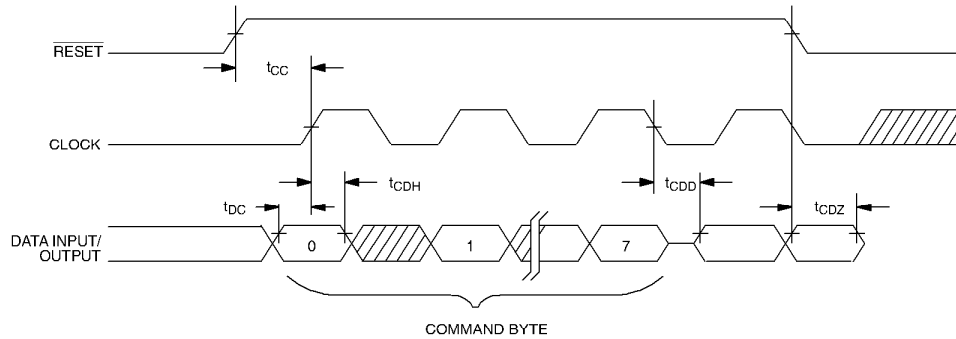 RESET
tCC
CLOCK
tCDH
tCDD
tDC
tCDZ
DATA INPUT/
OUTPUT
0
1
7
COMMAND BYTE